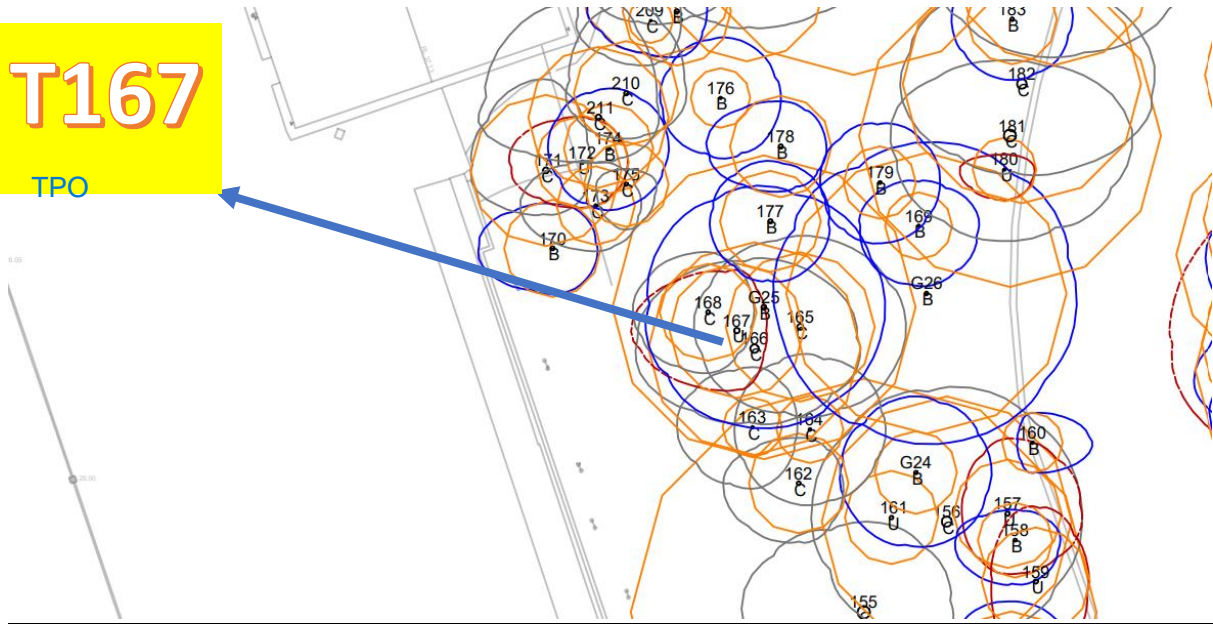 T167
TPO
209
B
C
183
B
210
C
176
B
182
C
211
C
174
B
178
B
181
C
171
C
172
U
175
C
179
B
180
U
173
C
177
B
169
B
170
B
G26
B
168
C
G25
B
167
U
165
C
166
C
163
C
164
C
160
B
162
C
G24
B
161
U
156
C
157
U
158
B
159
U
155
C